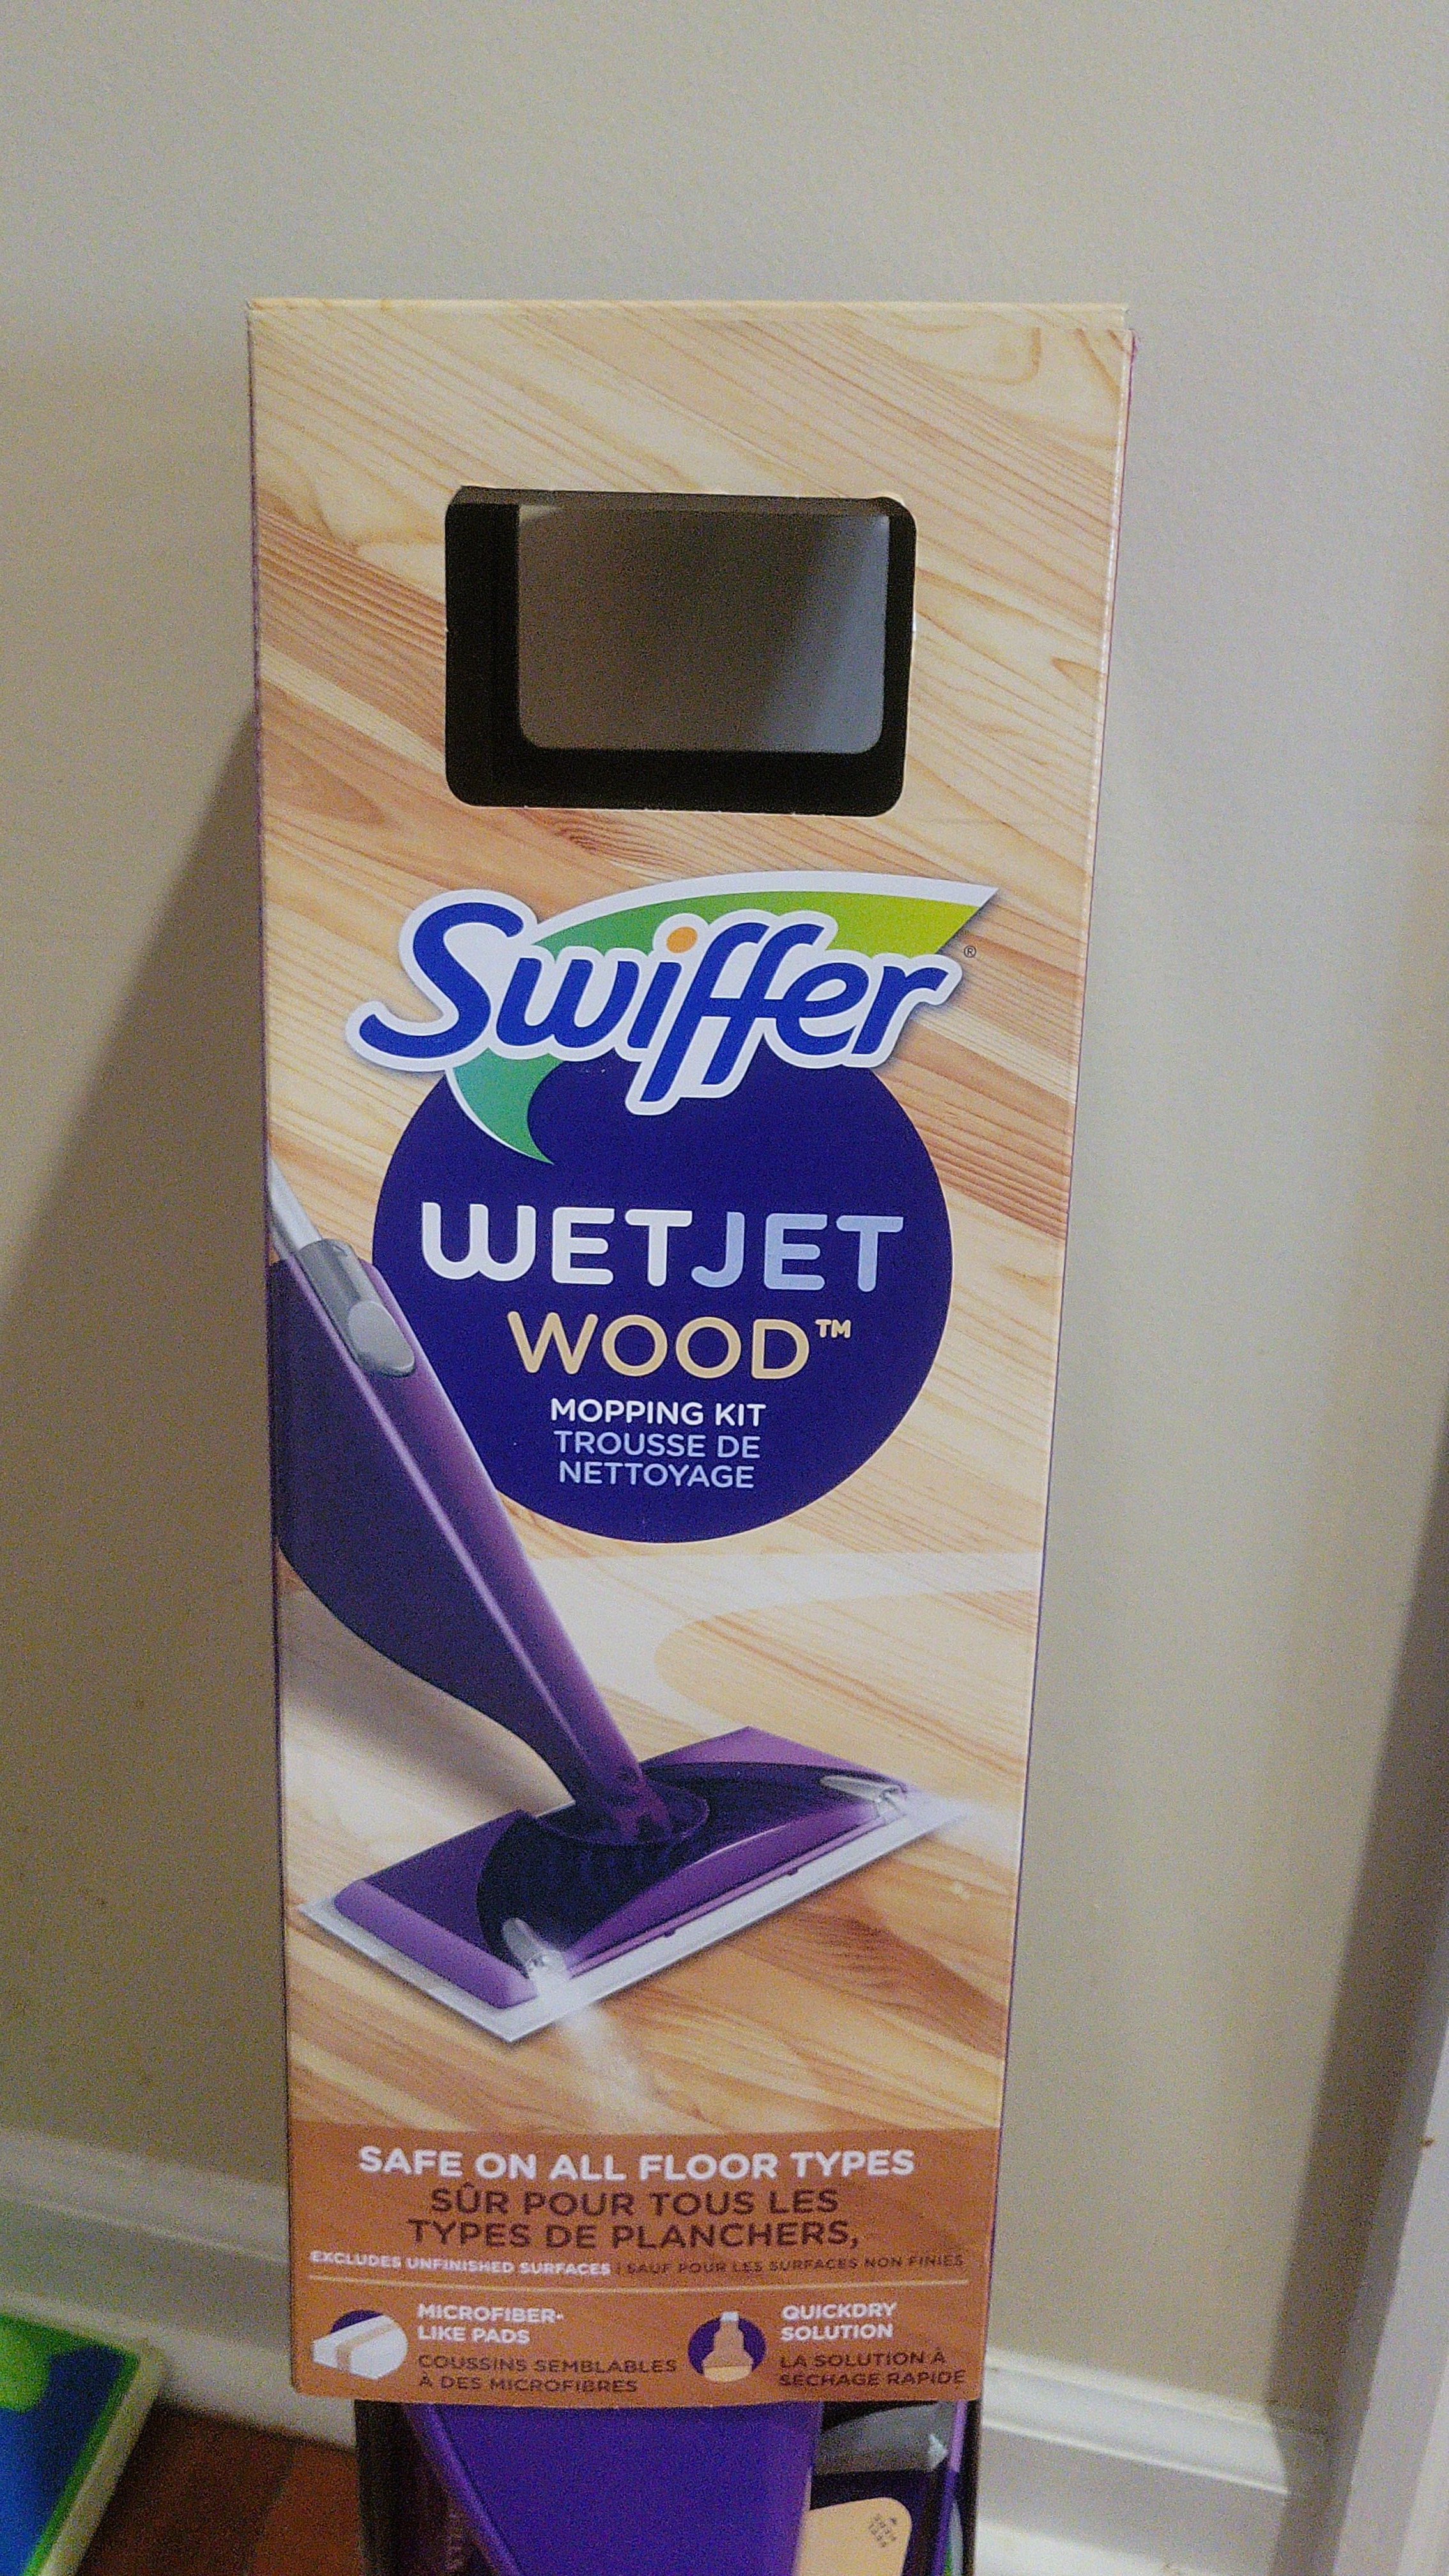 Swiffer®
WETJET
WOOD™
MOPPING KIT
TROUSSE DE
NETTOYAGE
SAFE ON ALL FLOOR TYPES
SÛR POUR TOUS LES
TYPES DE PLANCHERS,
EXCLUDES UNFINISHED SURFACES | SAUF POUR LES SURFACES NON FINIES
MICROFIBER-
LIKE PADS
COUSSINS SEMBLABLES
À DES MICROFIBRES
QUICKDRY
SOLUTION
LA SOLUTION À
SÉCHAGE RAPIDE